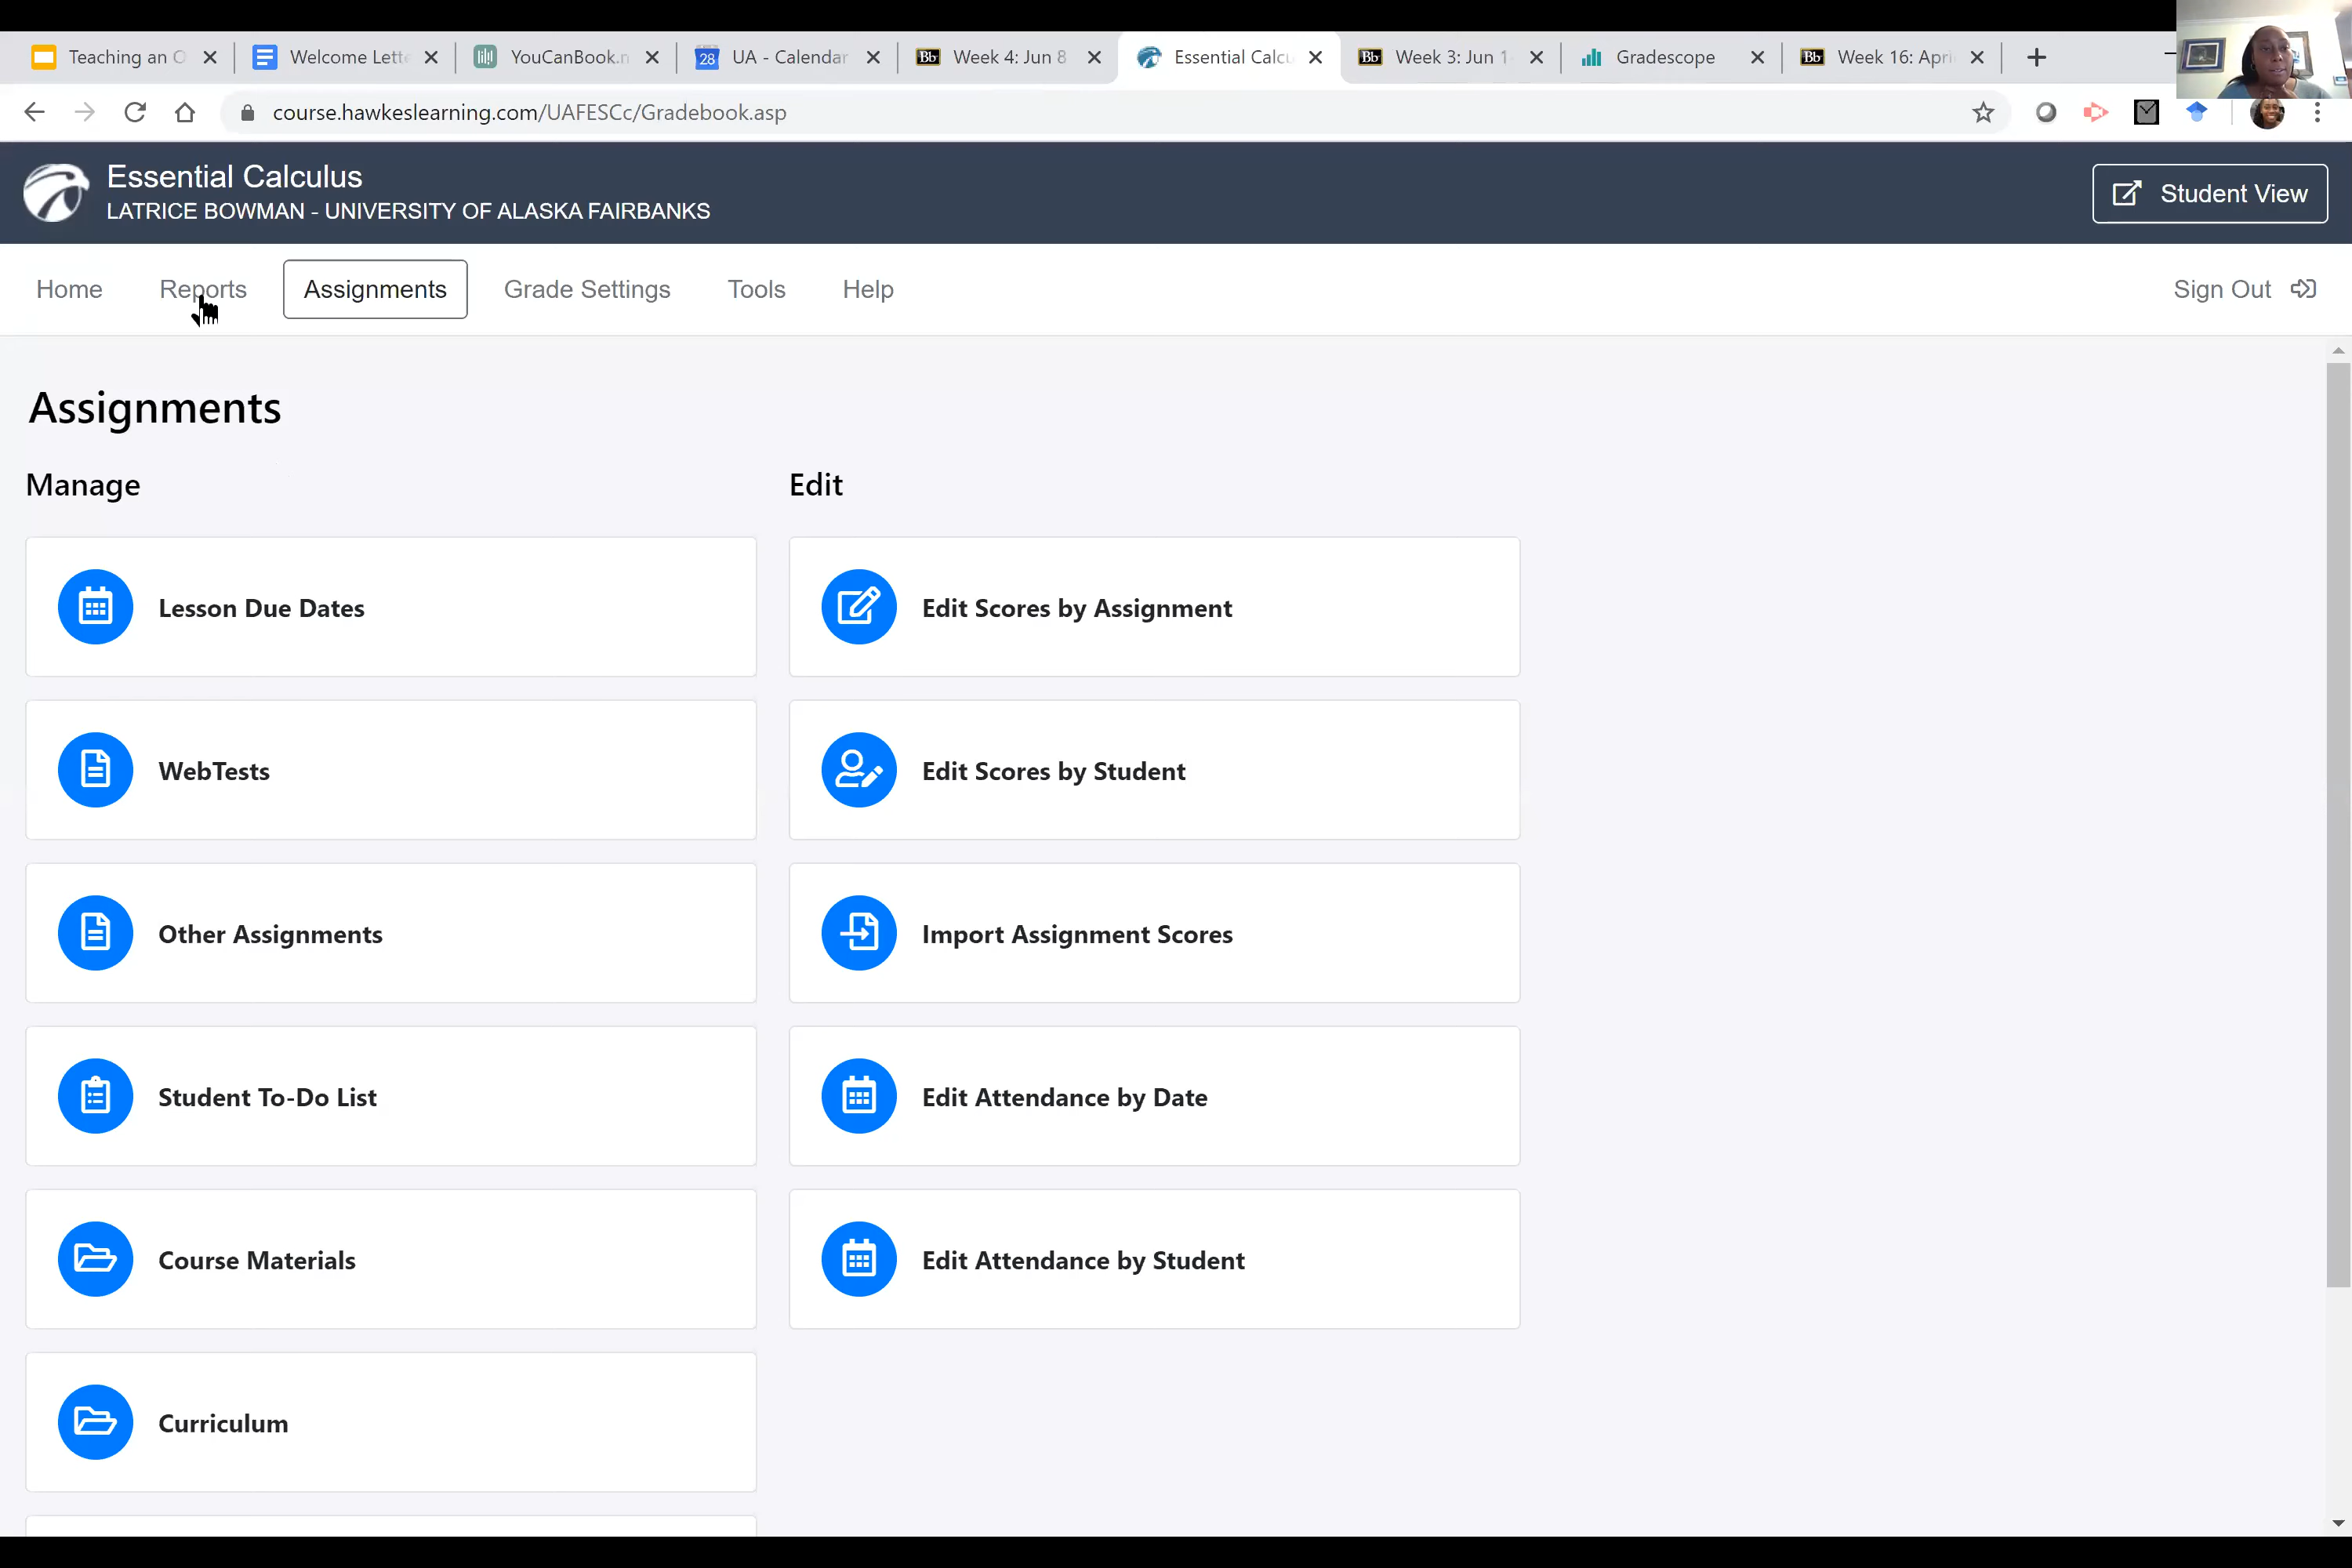 Teaching an O
Welcome Lette
YouCanBook.n
28
UA - Calendar
Bb
Week 4: Jun 8
Essential Calcu
Bb
Week 3: Jun 1
Gradescope
Bb
Week 16: Apri
course.hawkeslearning.com/UAFESCc/Gradebook.asp
Essential Calculus
LATRICE BOWMAN - UNIVERSITY OF ALASKA FAIRBANKS
Student View
Home
Reports
Assignments
Grade Settings
Tools
Help
Sign Out
Assignments
Manage
Lesson Due Dates
WebTests
Other Assignments
Student To-Do List
Course Materials
Curriculum
Edit
Edit Scores by Assignment
Edit Scores by Student
Import Assignment Scores
Edit Attendance by Date
Edit Attendance by Student